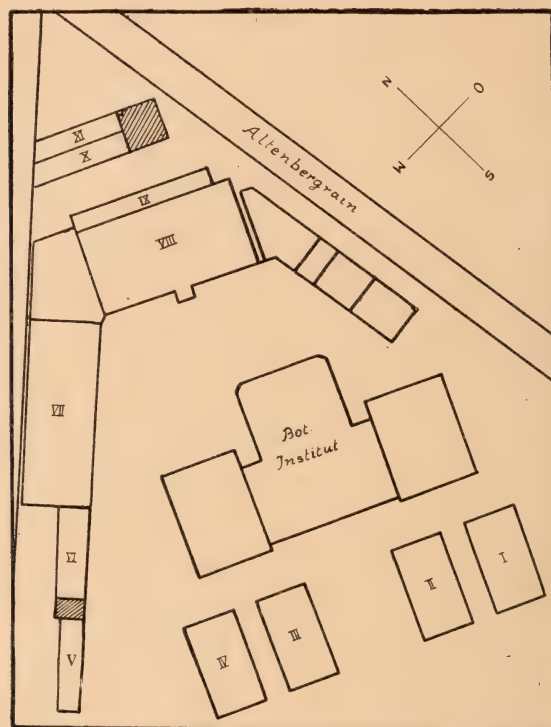 N
O
W
S
Altenbergrain
XI
X
IX
VIII
VII
Bot.
Institut
VI
V
IV
III
II
I